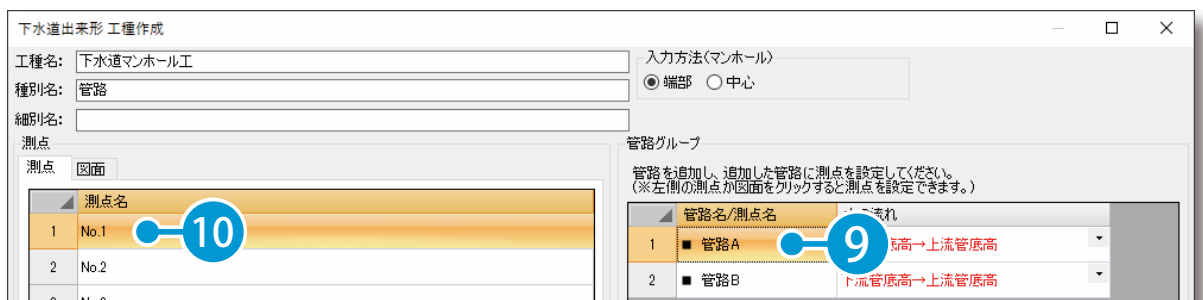 下水道出来形 工種作成
工種名: 下水道マンホール工
種別名: 管路
細別名:
入力方法(マンホール)
端部 中心
測点
測点 図面
測点名
1 No.1
10
2 No.2
管路グループ
管路を追加し、追加した管路に測点を設定してください。
(※左側の測点か図面をクリックすると測点を設定できます。)
管路名/測点名 流れ
1 ■ 管路A 底高→上流管底高
9
2 ■ 管路B 下流管底高→上流管底高